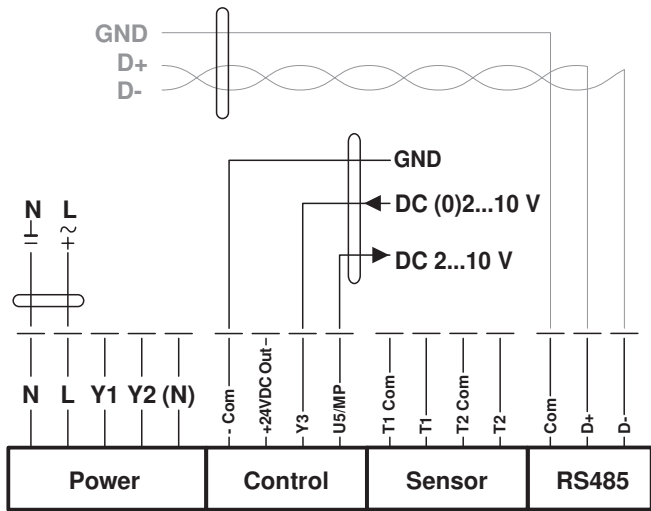 GND
D+
D-
GND
DC (0)2...10 V
DC 2...10 V
N L
N L Y1 Y2 (N)
- Com
+24VDC Out
Y3
U5/MP
T1 Com
T1
T2 Com
T2
Com
D+
D-
Power Control Sensor RS485